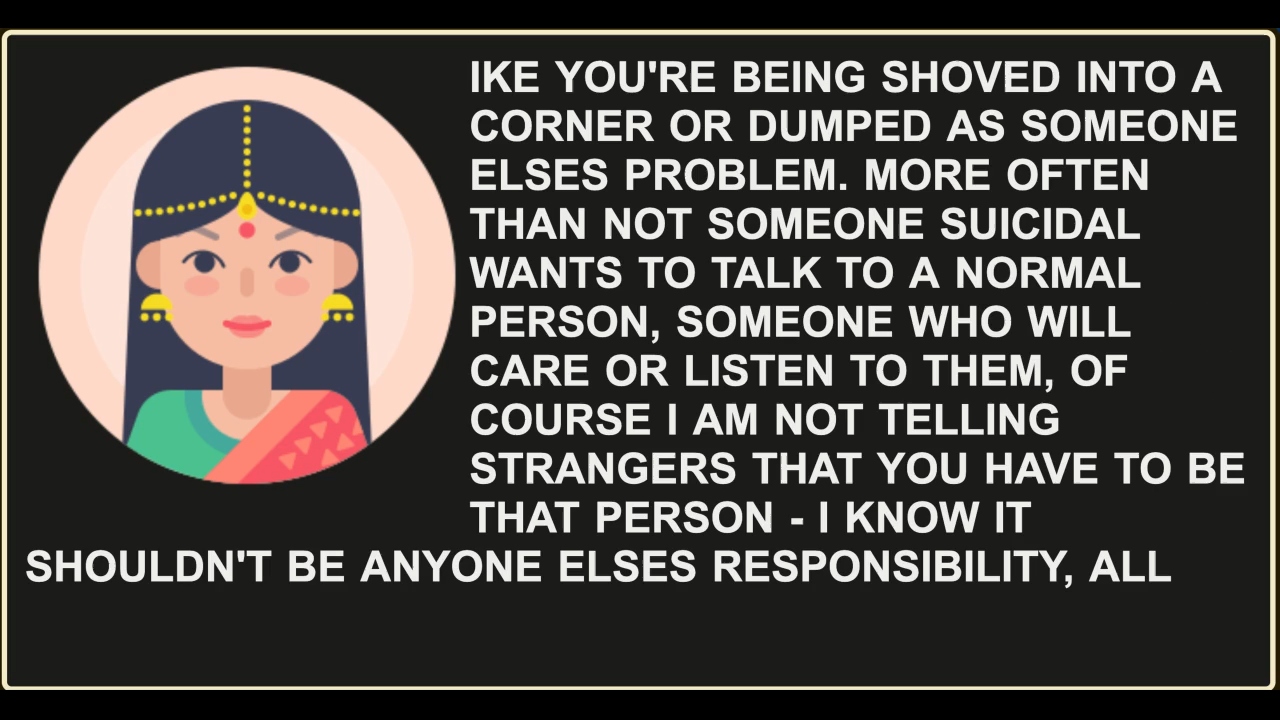 IKE YOU'RE BEING SHOVED INTO A
CORNER OR DUMPED AS SOMEONE
ELSES PROBLEM. MORE OFTEN
THAN NOT SOMEONE SUICIDAL
WANTS TO TALK TO A NORMAL
PERSON, SOMEONE WHO WILL
CARE OR LISTEN TO THEM, OF
COURSE I AM NOT TELLING
STRANGERS THAT YOU HAVE TO BE
THAT PERSON - I KNOW IT
SHOULDN'T BE ANYONE ELSES RESPONSIBILITY, ALL